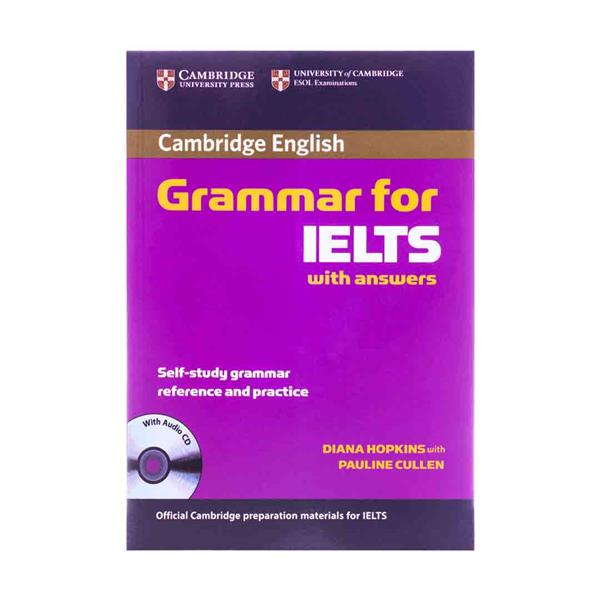 CAMBRIDGE
UNIVERSITY PRESS
UNIVERSITY of CAMBRIDGE
ESOL Examinations
Cambridge English
Grammar for
IELTS
with answers
Self-study grammar
reference and practice
With Audio CD
DIANA HOPKINS with
PAULINE CULLEN
Official Cambridge preparation materials for IELTS